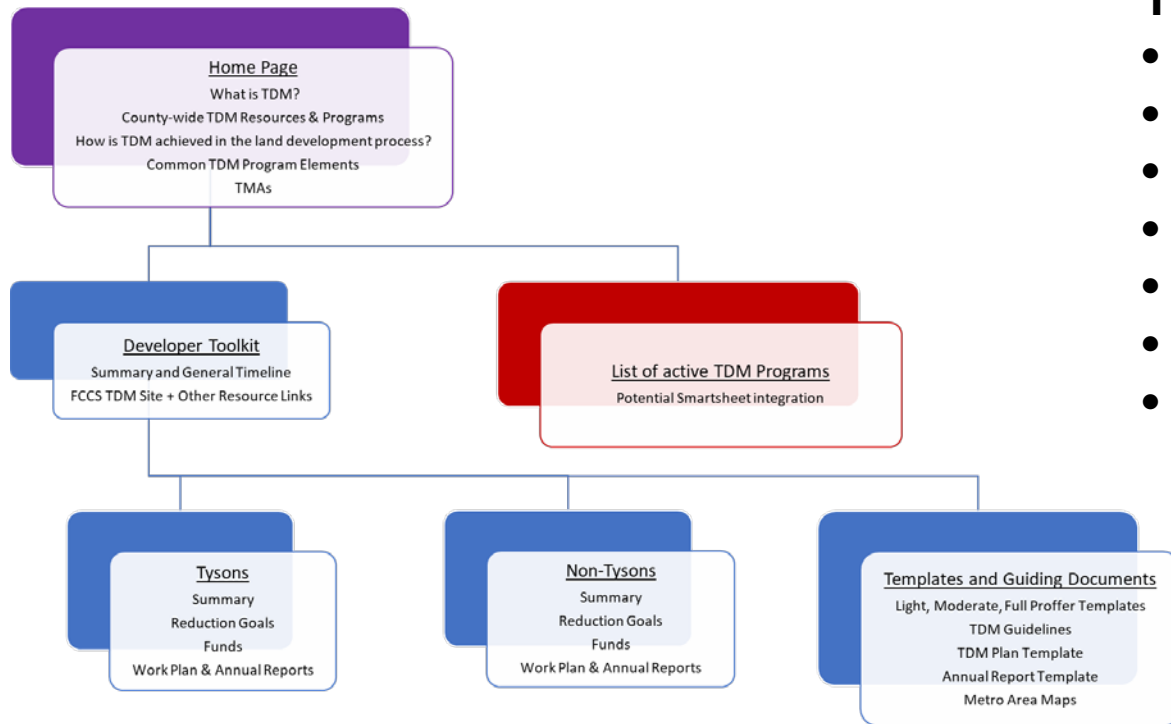 Home Page
What is TDM?
County-wide TDM Resources & Programs
How is TDM achieved in the land development process?
Common TDM Program Elements
TMAs
Developer Toolkit
Summary and General Timeline
FCCS TDM Site + Other Resource Links
List of active TDM Programs
Potential Smartsheet integration
Tysons
Summary
Reduction Goals
Funds
Work Plan & Annual Reports
Non-Tysons
Summary
Reduction Goals
Funds
Work Plan & Annual Reports
Templates and Guiding Documents
Light, Moderate, Full Proffer Templates
TDM Guidelines
TDM Plan Template
Annual Report Template
Metro Area Maps